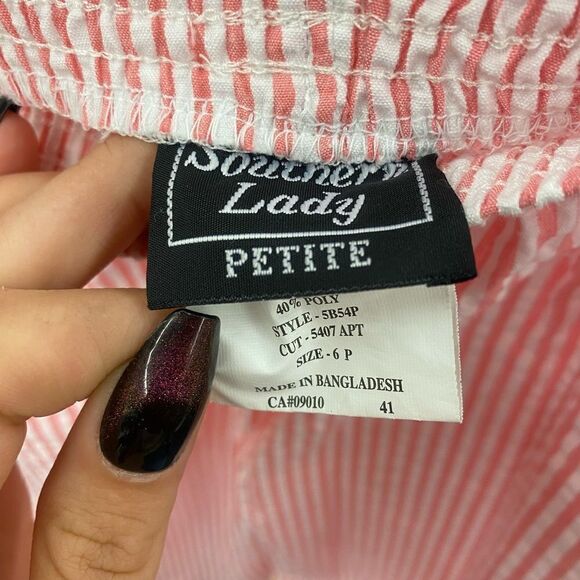 Southern
Lady
PETITE
40% POLY
STYLE - 5B54P
CUT - 5407 APT
SIZE - 6 P
MADE IN BANGLADESH
CA#09010 41